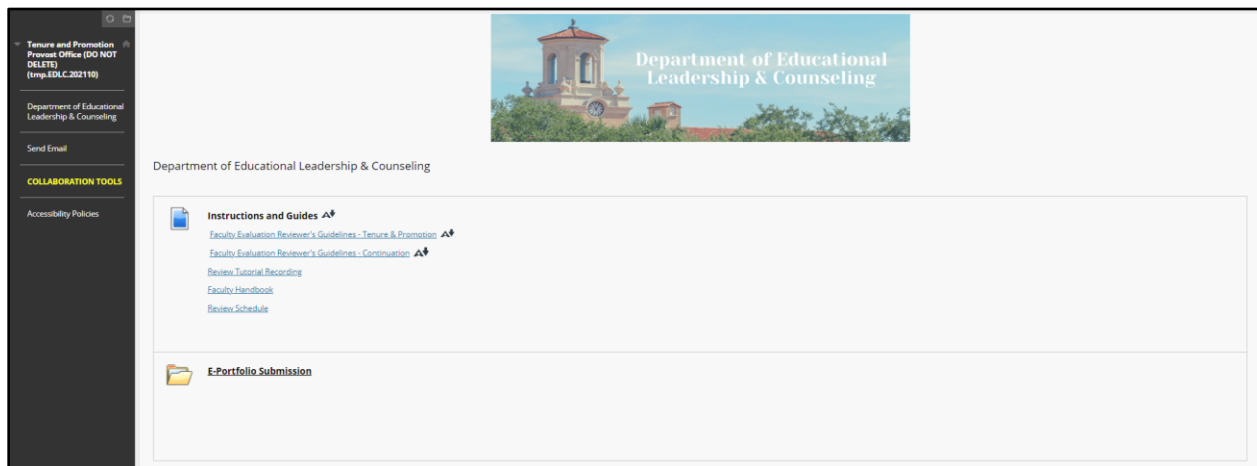 Tenure and Promotion
Provost Office (DO NOT
DELETE)
(tmp.EDLC.202110)
Department of Educational
Leadership & Counseling
Send Email
COLLABORATION TOOLS
Accessibility Policies
Department of Educational
Leadership & Counseling
Department of Educational Leadership & Counseling
Instructions and Guides
Faculty Evaluation Reviewer's Guidelines - Tenure & Promotion
Faculty Evaluation Reviewer's Guidelines - Continuation
Review Tutorial Recording
Faculty Handbook
Review Schedule
E-Portfolio Submission